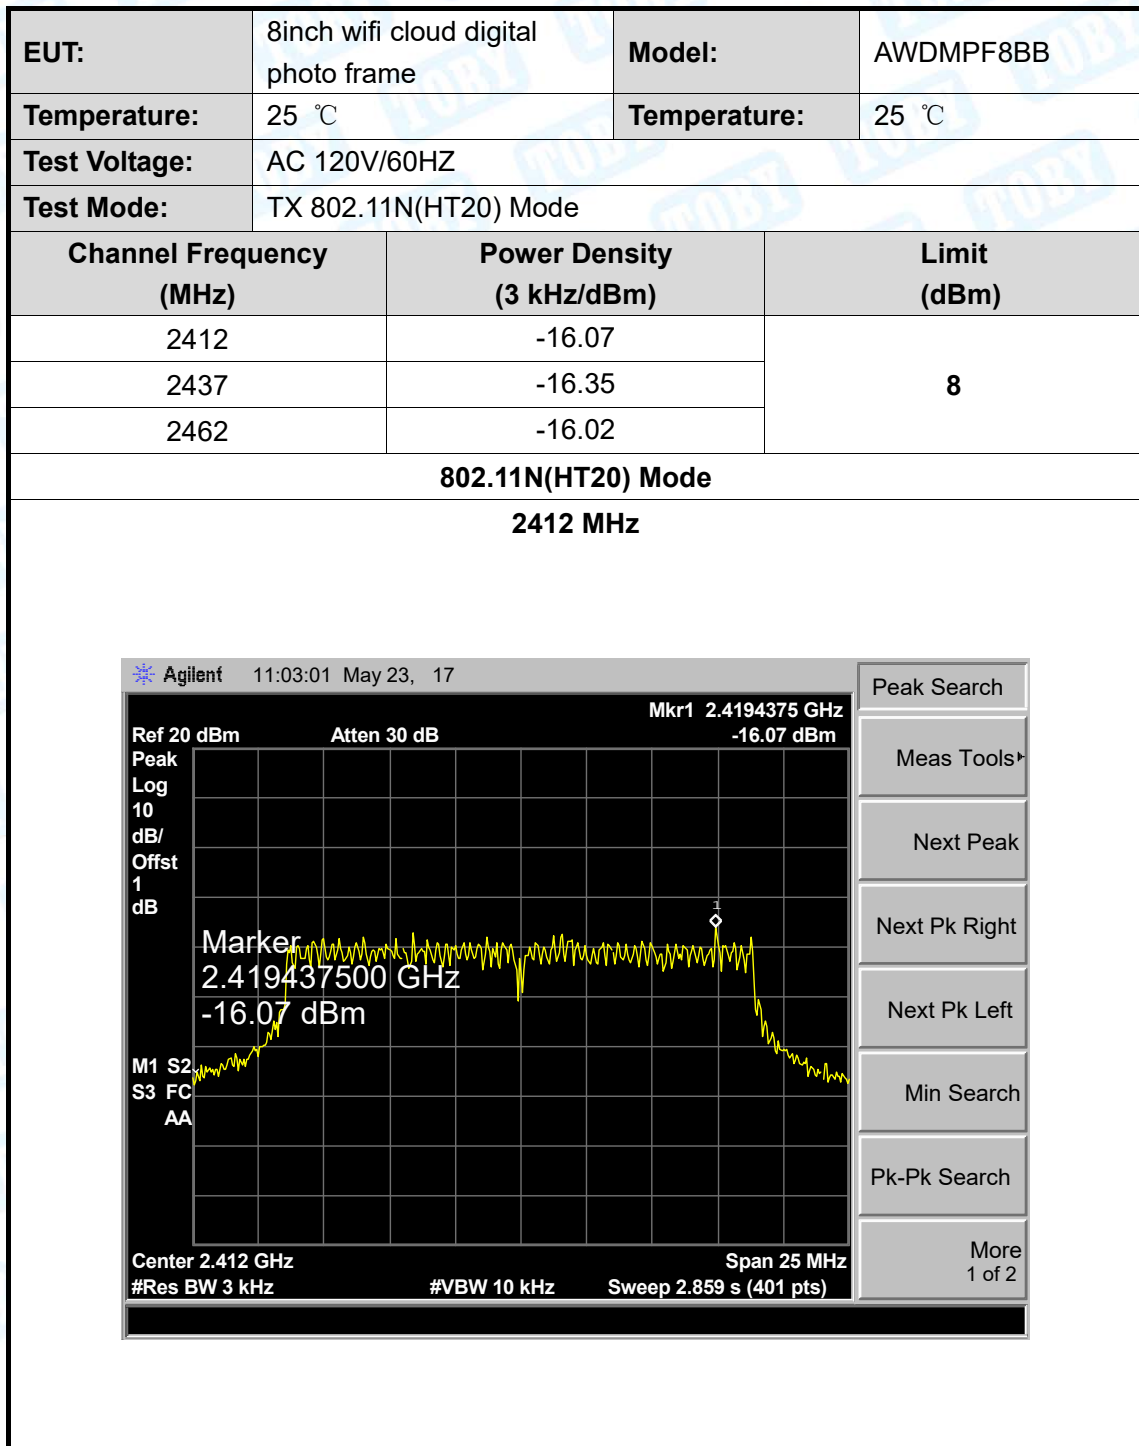 EUT: 8inch wifi cloud digital photo frame Model: AWDMPF8BB
Temperature: 25 ℃ Temperature: 25 ℃
Test Voltage: AC 120V/60HZ
Test Mode: TX 802.11N(HT20) Mode
Channel Frequency (MHz) Power Density (3 kHz/dBm) Limit (dBm)
2412 -16.07 8
2437 -16.35
2462 -16.02
802.11N(HT20) Mode
2412 MHz
Agilent 11:03:01 May 23, 17
Mkr1 2.4194375 GHz
Ref 20 dBm Atten 30 dB -16.07 dBm
Peak
Log
10
dB/
Offst
1
dB
1
Marker
2.419437500 GHz
-16.07 dBm
M1 S2
S3 FC
AA
Center 2.412 GHz Span 25 MHz
#Res BW 3 kHz #VBW 10 kHz Sweep 2.859 s (401 pts)
Peak Search
Meas Tools
Next Peak
Next Pk Right
Next Pk Left
Min Search
Pk-Pk Search
More
1 of 2
TOBY